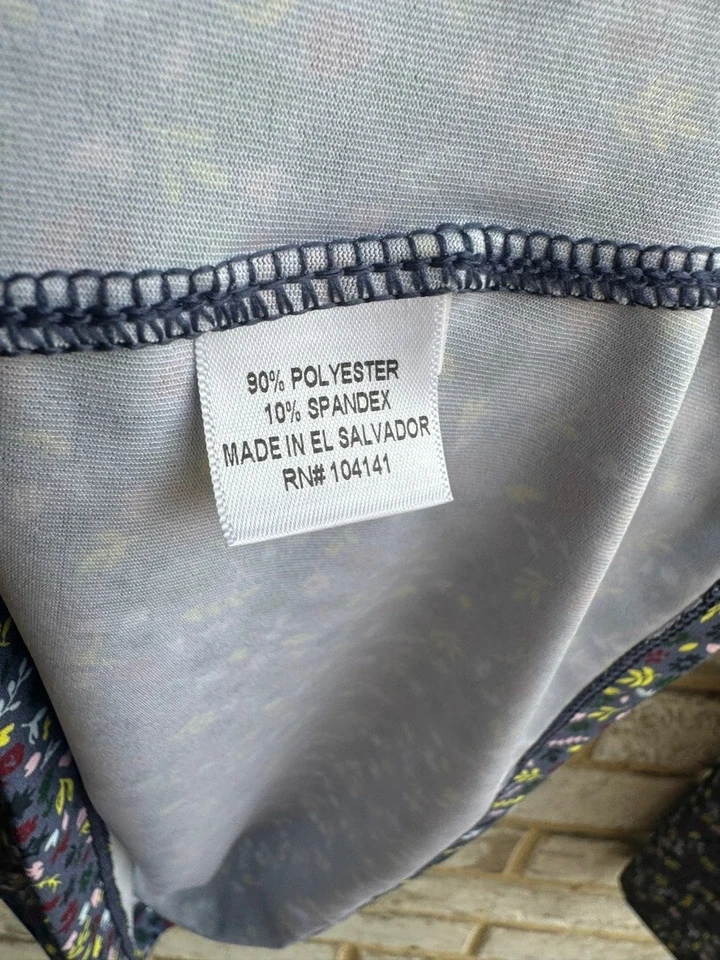 90% POLYESTER
10% SPANDEX
MADE IN EL SALVADOR
RN# 104141